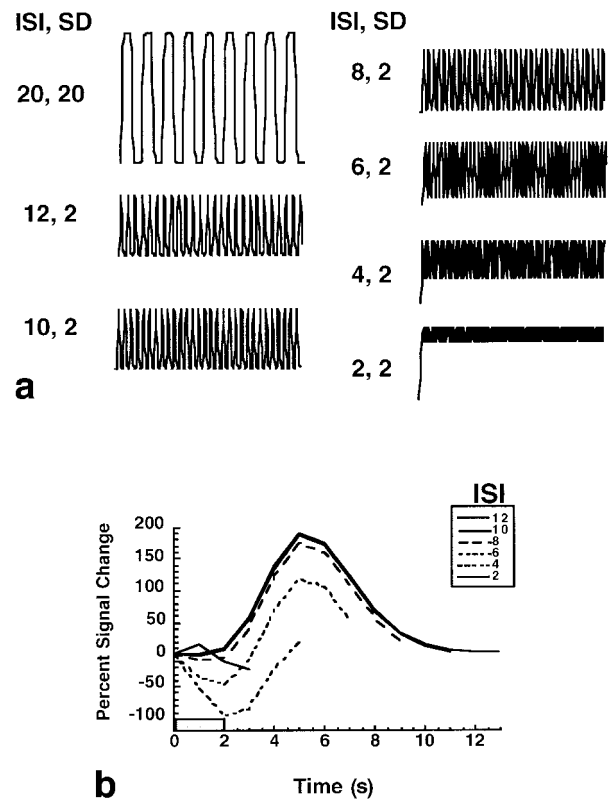 ISI, SD
20, 20
12, 2
10, 2
a
ISI, SD
8, 2
6, 2
4, 2
2, 2
ISI
12
10
8
6
4
2
Percent Signal Change
200
150
100
50
0
-50
-100
0 2 4 6 8 10 12
Time (s)
b